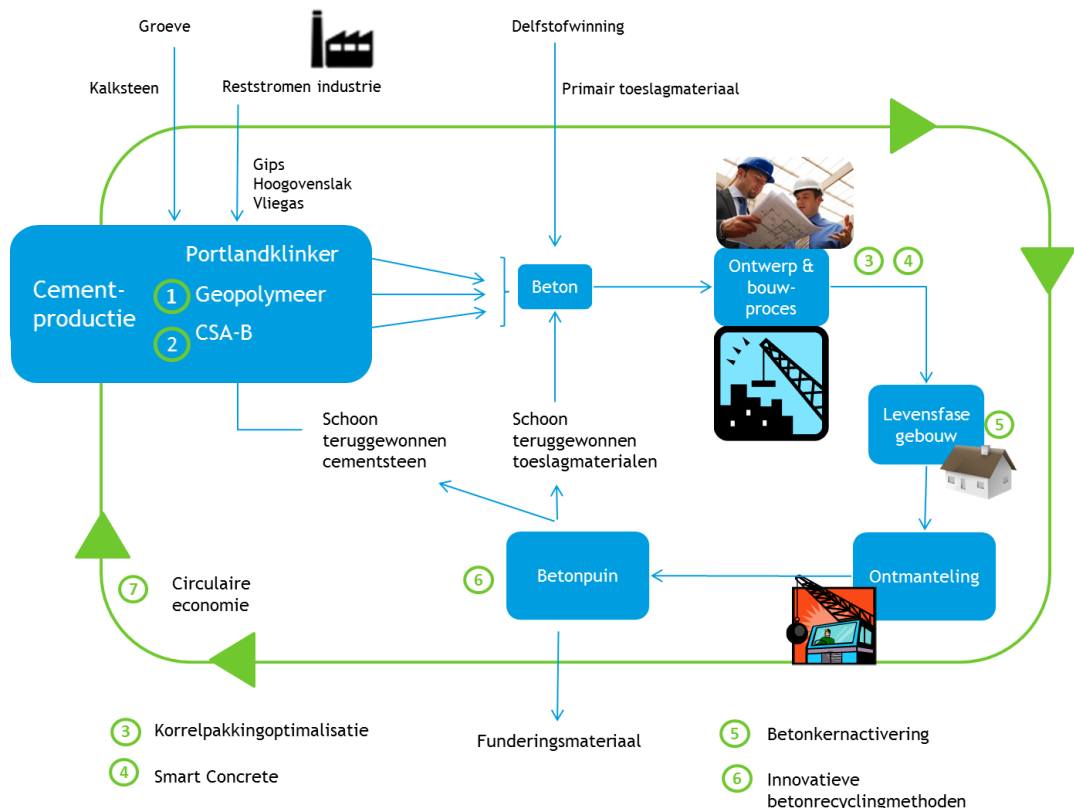 Groeve
Delfstofwinning
Kalksteen
Reststromen industrie
Primair toeslagmateriaal
Gips
Hoogovenslak
Vliegas
Cement-
productie
Portlandklinker
1 Geopolymeer
2 CSA-B
Beton
Ontwerp &
bouw-
proces
3 4
Levensfase
gebouw
5
Schoon
teruggewonnen
cementsteen
Schoon
teruggewonnen
toeslagmaterialen
6 Betonpuin
Ontmanteling
7 Circulaire
economie
Funderingsmateriaal
3 Korrelpakkingoptimalisatie
4 Smart Concrete
5 Betonkernactivering
6 Innovatieve
betonrecyclingmethoden